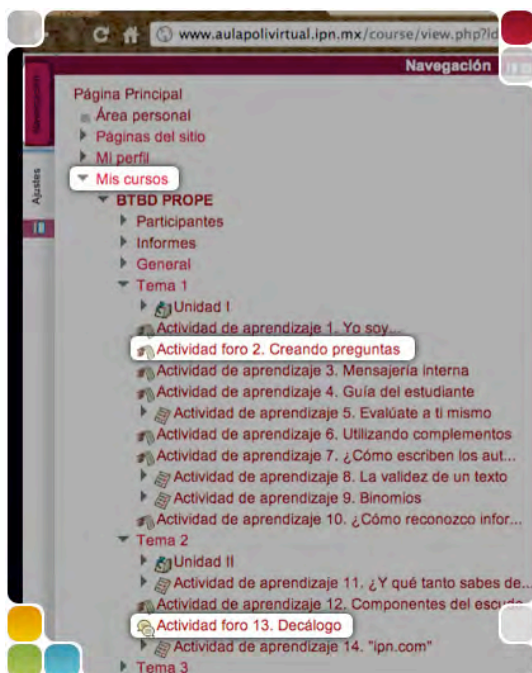 www.aulapolivirtual.ipn.mx/course/view.php?id
Navegación
Navegación
Ajustes
Página Principal
Área personal
Páginas del sitio
Mi perfil
Mis cursos
BTBD PROPE
Participantes
Informes
General
Tema 1
Unidad I
Actividad de aprendizaje 1. Yo soy...
Actividad foro 2. Creando preguntas
Actividad de aprendizaje 3. Mensajería interna
Actividad de aprendizaje 4. Guía del estudiante
Actividad de aprendizaje 5. Evalúate a ti mismo
Actividad de aprendizaje 6. Utilizando complementos
Actividad de aprendizaje 7. ¿Cómo escriben los aut...
Actividad de aprendizaje 8. La validez de un texto
Actividad de aprendizaje 9. Binomios
Actividad de aprendizaje 10. ¿Cómo reconozco infor...
Tema 2
Unidad II
Actividad de aprendizaje 11. ¿Y qué tanto sabes de...
Actividad de aprendizaje 12. Componentes del escudo
Actividad foro 13. Decálogo
Actividad de aprendizaje 14. "ipn.com"
Tema 3